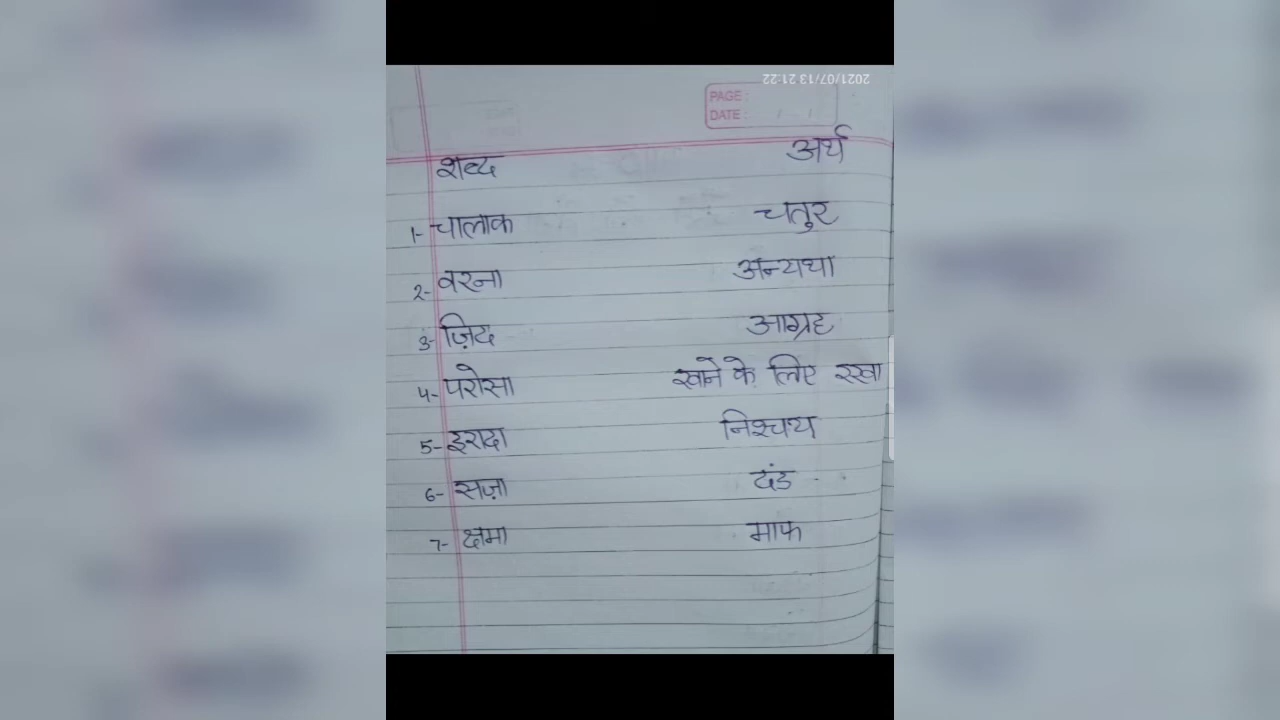 2021/07/13 21:22
PAGE:
DATE: / /
शब्द अर्थ
1- चालाक चतुर
2- वरना अन्यथा
3- ज़िद आग्रह
4- परोसा खाने के लिए रखा
5- इरादा निश्चय
6- सज़ा दंड
7- क्षमा माफ